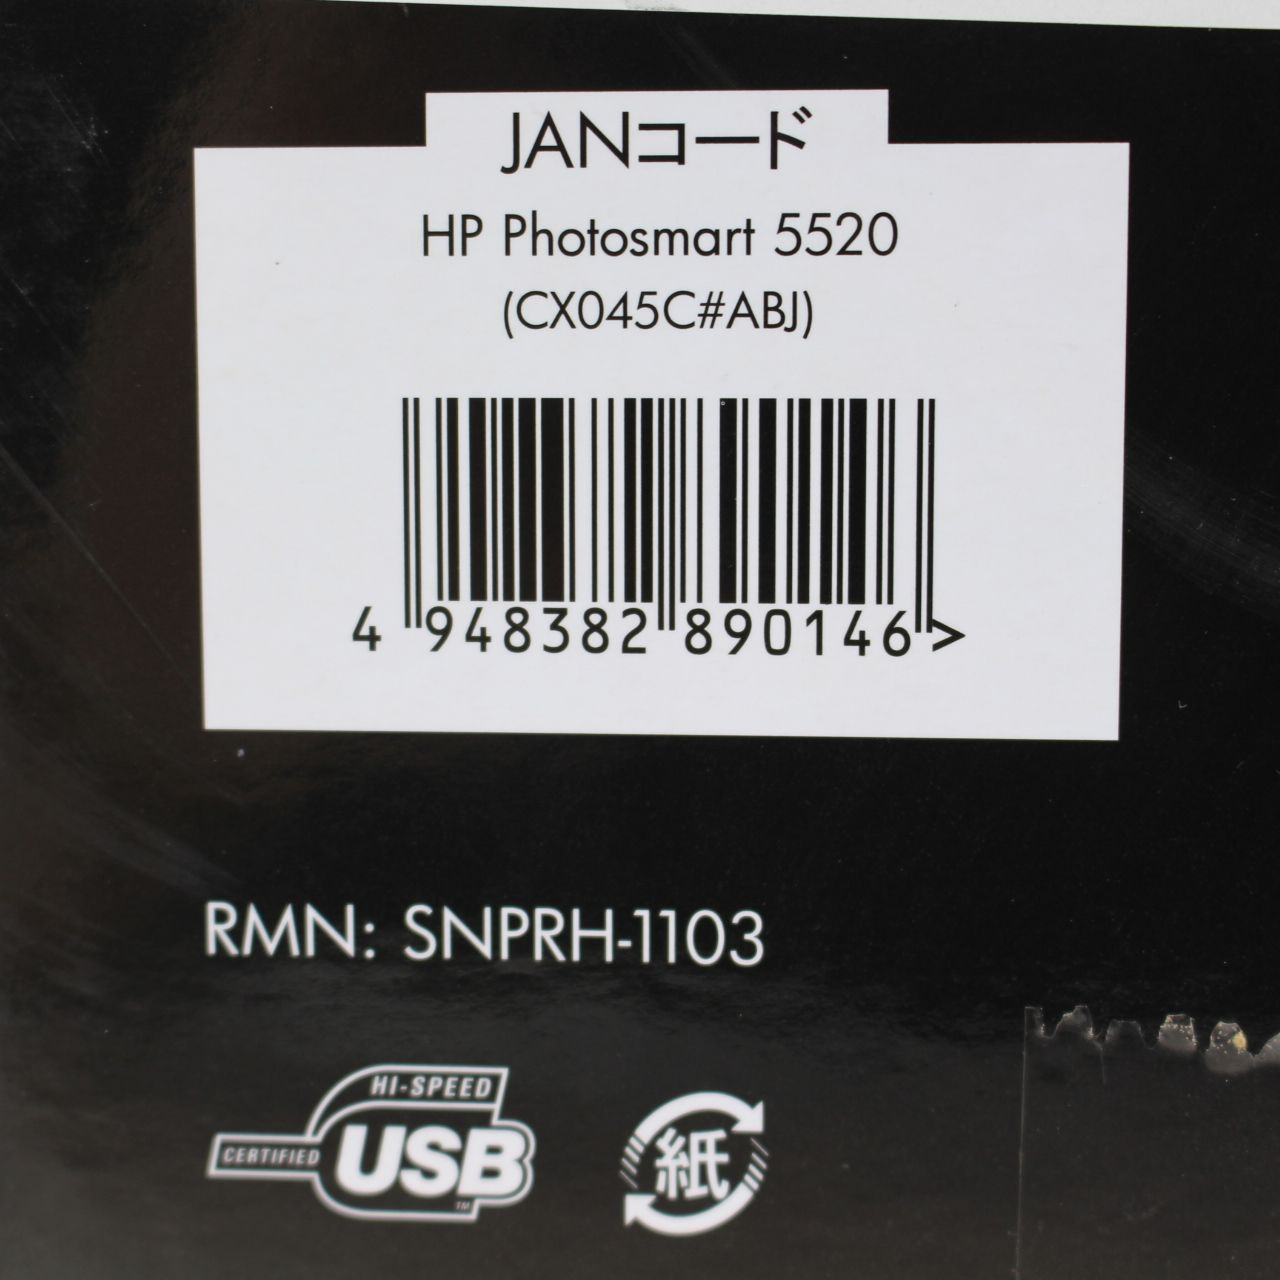 JANコード
HP Photosmart 5520
(CX045C#ABJ)
4 948382 890146 >
RMN: SNPRH-1103
HI-SPEED
CERTIFIED USB TM
紙